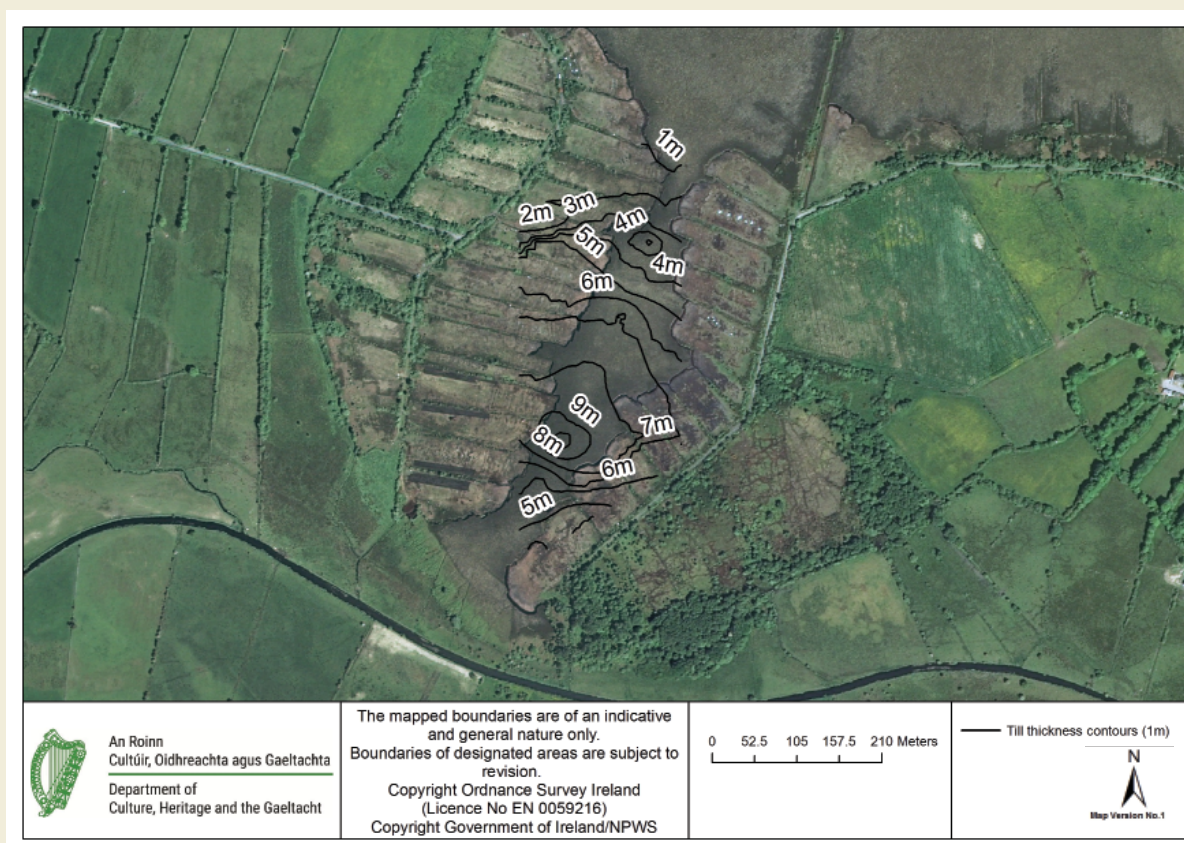 1m
2m
3m
4m
5m
4m
6m
9m
8m
7m
6m
5m
An Roinn
Cultúir, Oidhreachta agus Gaeltachta
Department of
Culture, Heritage and the Gaeltacht
The mapped boundaries are of an indicative
and general nature only.
Boundaries of designated areas are subject to
revision.
Copyright Ordnance Survey Ireland
(Licence No EN 0059216)
Copyright Government of Ireland/NPWS
0 52.5 105 157.5 210 Meters
Till thickness contours (1m)
N
Map Version No.1